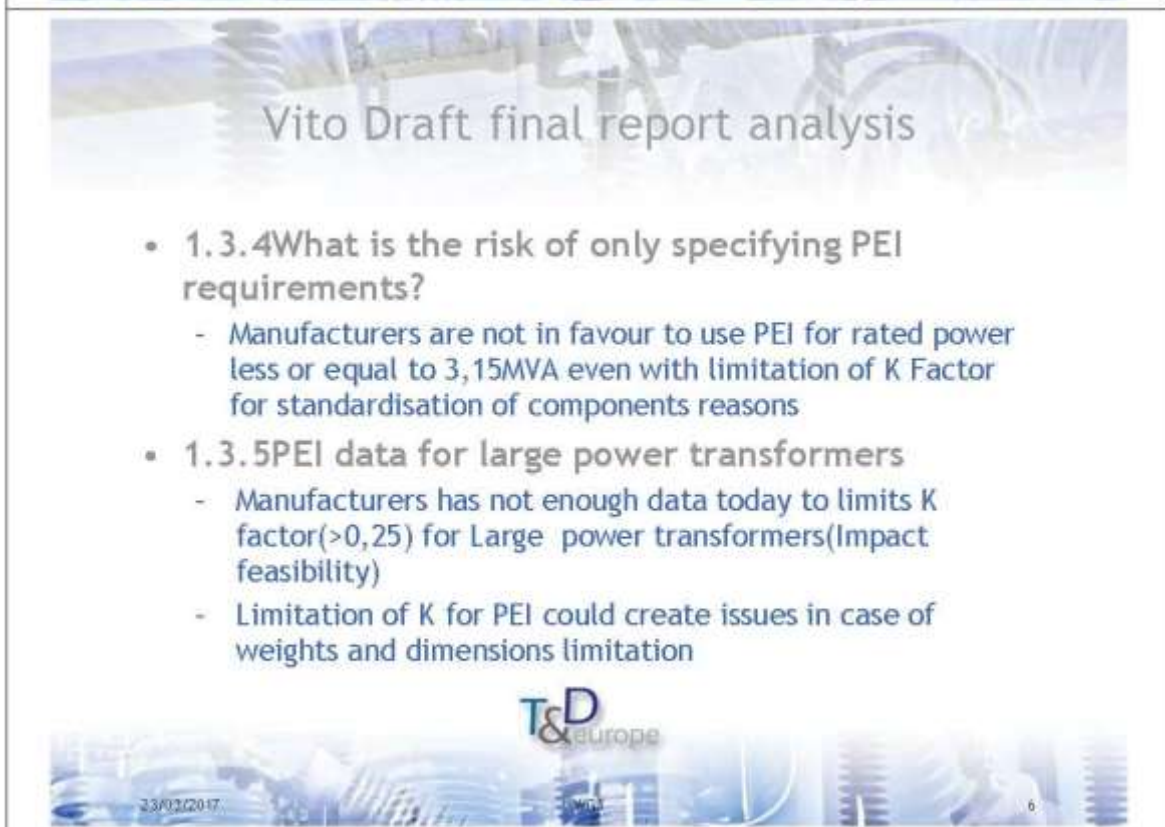 Vito Draft final report analysis
• 1.3.4What is the risk of only specifying PEI
requirements?
- Manufacturers are not in favour to use PEI for rated power
less or equal to 3,15MVA even with limitation of K Factor
for standardisation of components reasons
• 1.3.5PEI data for large power transformers
- Manufacturers has not enough data today to limits K
factor(>0,25) for Large power transformers(Impact
feasibility)
- Limitation of K for PEI could create issues in case of
weights and dimensions limitation
T&D europe
23/03/2017
6